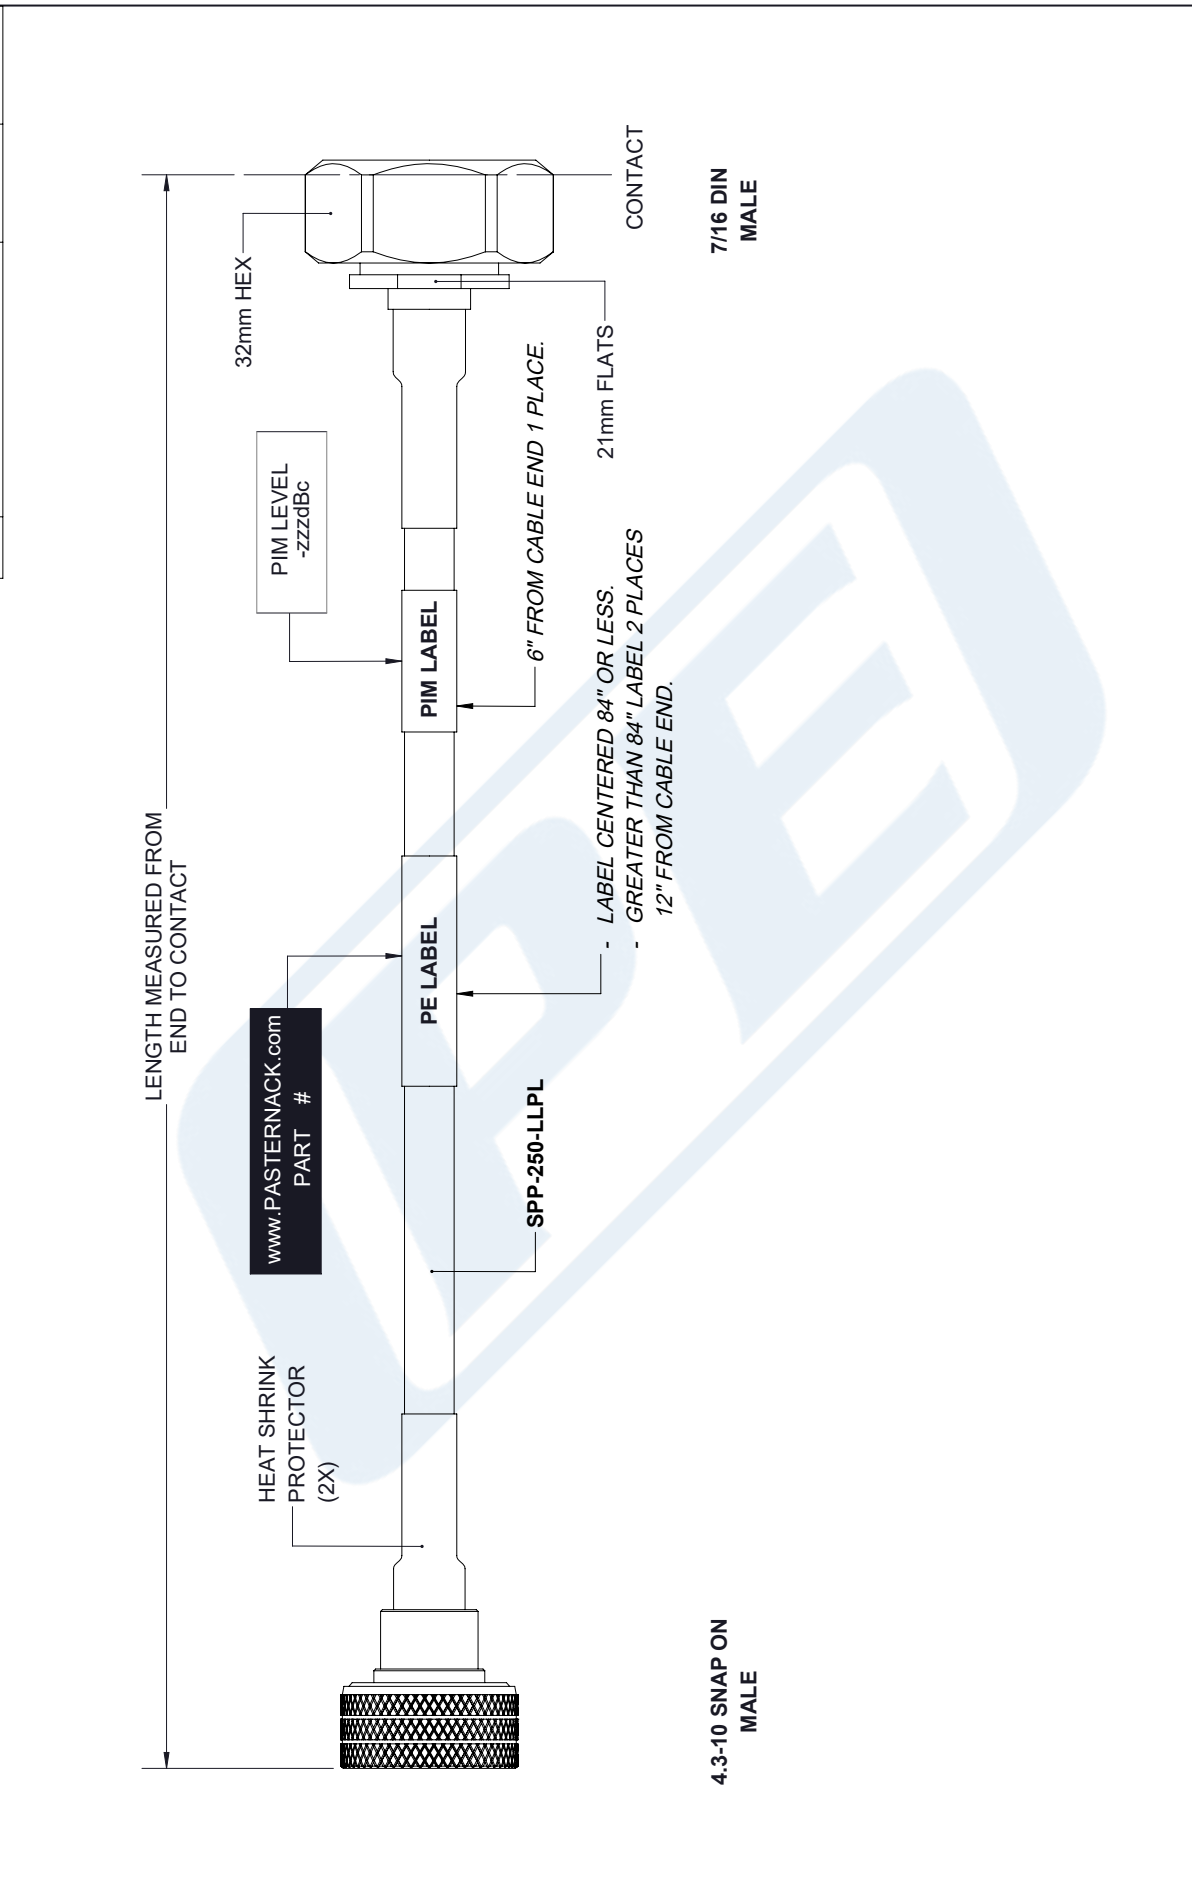 LENGTH MEASURED FROM
END TO CONTACT
HEAT SHRINK
PROTECTOR
(2X)
www.PASTERNACK.com
PART #
PIM LEVEL
-zzzdBc
32mm HEX
PE LABEL
PIM LABEL
SPP-250-LLPL
6" FROM CABLE END 1 PLACE.
- LABEL CENTERED 84" OR LESS.
- GREATER THAN 84" LABEL 2 PLACES
12" FROM CABLE END.
21mm FLATS
CONTACT
4.3-10 SNAP ON
MALE
7/16 DIN
MALE
PE